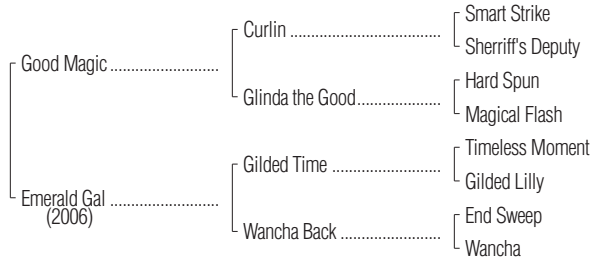 Smart Strike
Curlin ..............................................
Sherriff's Deputy
Good Magic ..........................
Hard Spun
Glinda the Good....................
Magical Flash
Timeless Moment
Gilded Time ..........................
Gilded Lilly
Emerald Gal ..........................
(2006)
End Sweep
Wancha Back ........................
Wancha